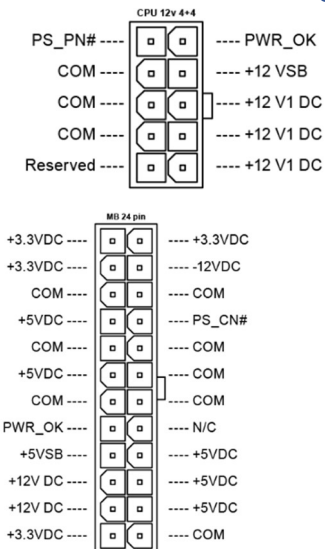 CPU 12v 4+4
PS_PN# ---- ---- PWR_OK
COM ---- ---- +12 VSB
COM ---- ---- +12 V1 DC
COM ---- ---- +12 V1 DC
Reserved ---- ---- +12 V1 DC
MB 24 pin
+3.3VDC ---- ---- +3.3VDC
+3.3VDC ---- ---- -12VDC
COM ---- ---- COM
+5VDC ---- ---- PS_CN#
COM ---- ---- COM
+5VDC ---- ---- COM
COM ---- ---- COM
PWR_OK ---- ---- N/C
+5VSB ---- ---- +5VDC
+12V DC ---- ---- +5VDC
+12V DC ---- ---- +5VDC
+3.3VDC ---- ---- COM